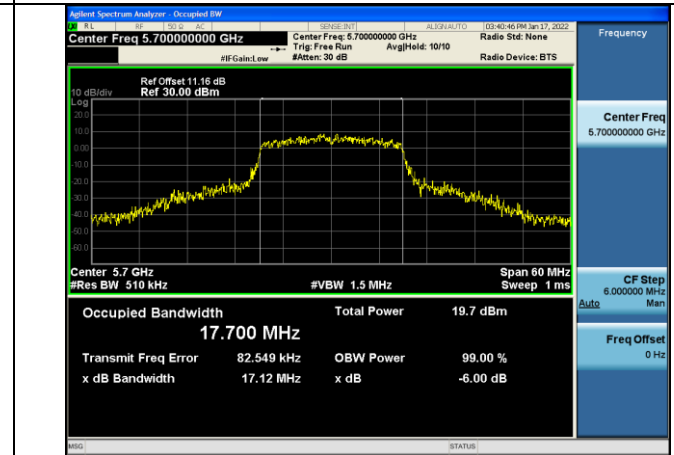 Agilent Spectrum Analyzer - Occupied BW
RL RF 50 Ω AC SENSE:INT ALIGNAUTO 03:40:46 PM Jan 17, 2022
Center Freq 5.700000000 GHz Center Freq: 5.700000000 GHz Radio Std: None
Trig: Free Run Avg|Hold: 10/10
#IFGain:Low #Atten: 30 dB Radio Device: BTS
Frequency
Ref Offset 11.16 dB
10 dB/div Ref 30.00 dBm
Log
20.0
10.0
0.00
-10.0
-20.0
-30.0
-40.0
-50.0
-60.0
Center Freq
5.700000000 GHz
Center 5.7 GHz Span 60 MHz
#Res BW 510 kHz #VBW 1.5 MHz Sweep 1 ms
CF Step
6.000000 MHz
Auto Man
Occupied Bandwidth Total Power 19.7 dBm
17.700 MHz
Transmit Freq Error 82.549 kHz OBW Power 99.00 %
x dB Bandwidth 17.12 MHz x dB -6.00 dB
Freq Offset
0 Hz
MSG STATUS